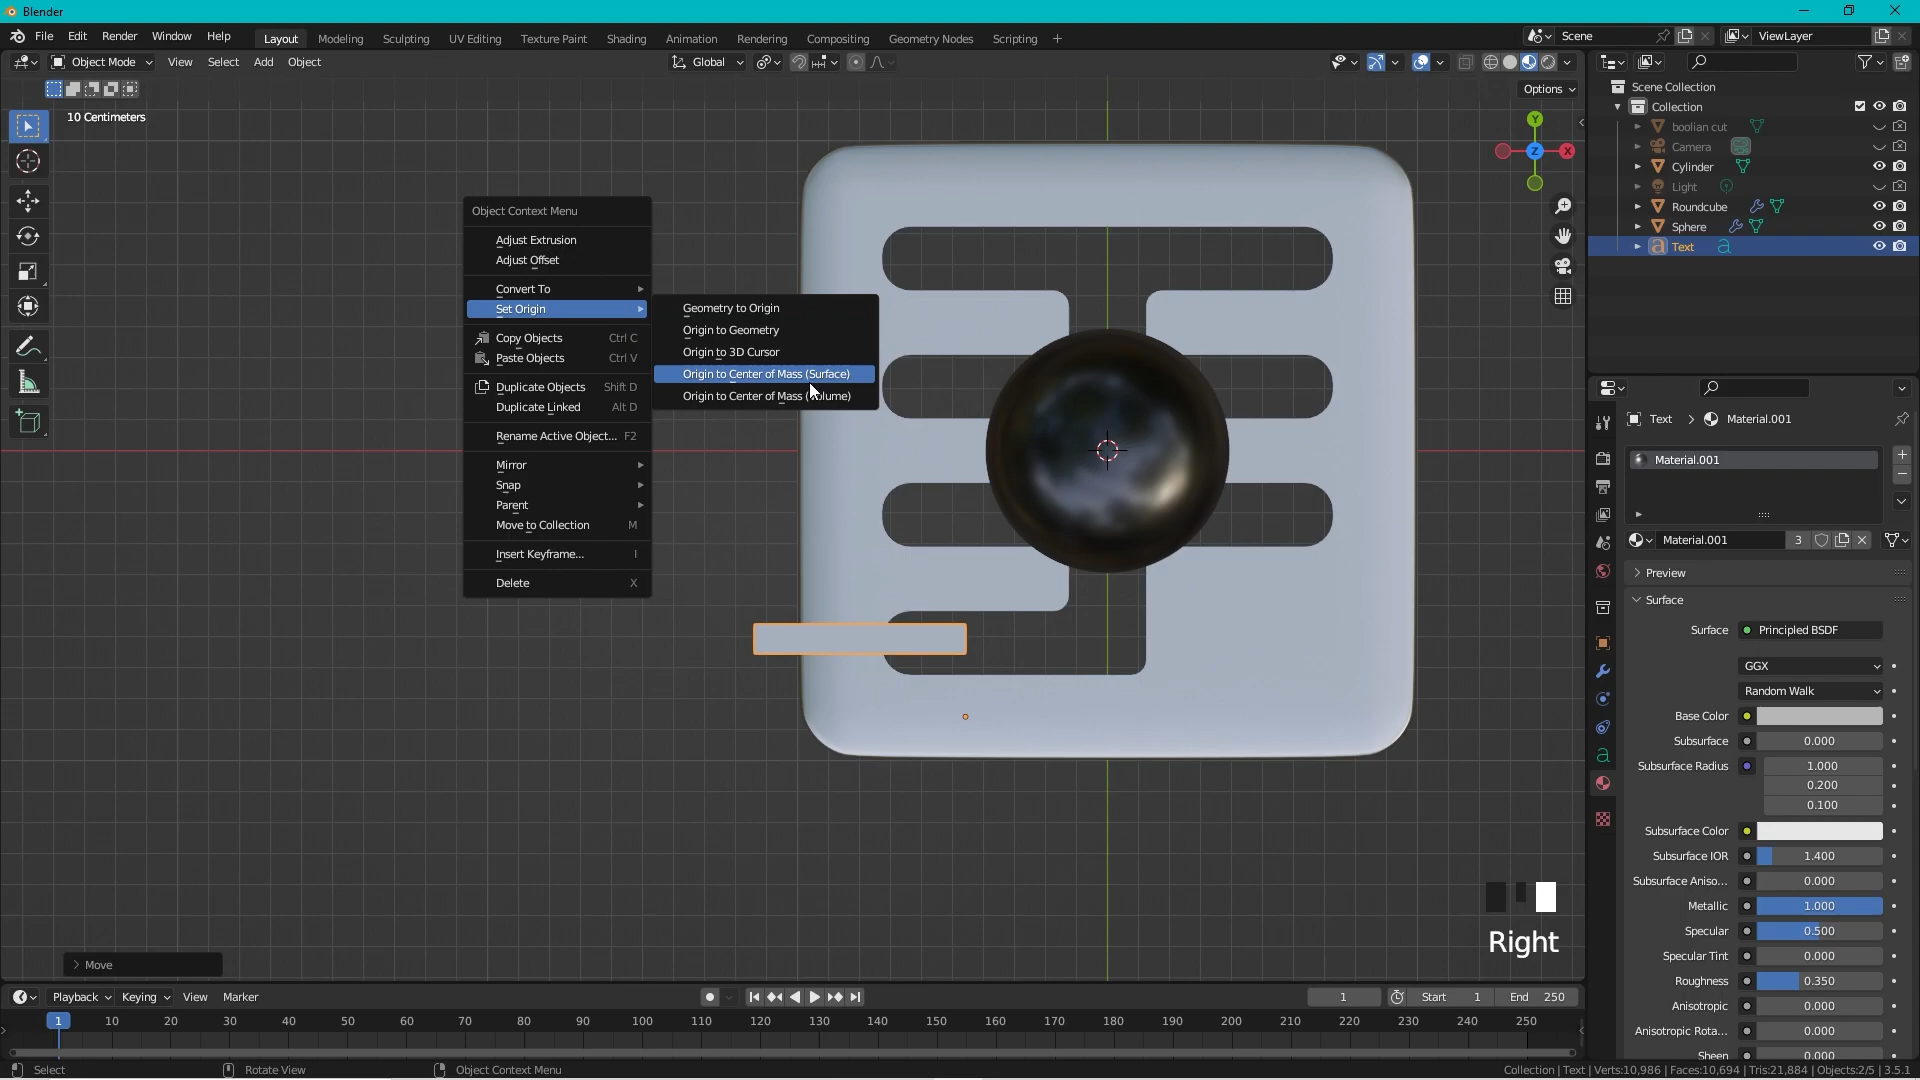 Blender
File Edit Render Window Help
Layout Modeling Sculpting UV Editing Texture Paint Shading Animation Rendering Compositing Geometry Nodes Scripting +
Scene
ViewLayer
Object Mode View Select Add Object
Global
Options
10 Centimeters
Y
X
Z
Scene Collection
Collection
boolian cut
Camera
Cylinder
Light
Roundcube
Sphere
Text
Object Context Menu
Adjust Extrusion
Adjust Offset
Convert To
Set Origin
Copy Objects Ctrl C
Paste Objects Ctrl V
Duplicate Objects Shift D
Duplicate Linked Alt D
Rename Active Object... F2
Mirror
Snap
Parent
Move to Collection M
Insert Keyframe... I
Delete X
Geometry to Origin
Origin to Geometry
Origin to 3D Cursor
Origin to Center of Mass (Surface)
Origin to Center of Mass (
Text > Material.001
Material.001
Material.001 3
Preview
Surface
Surface Principled BSDF
GGX
Random Walk
Base Color
Subsurface 0.000
Subsurface Radius 1.000
0.200
0.100
Subsurface Color
Subsurface IOR 1.400
Subsurface Aniso... 0.000
Metallic 1.000
Specular 0.500
Specular Tint 0.000
Roughness 0.350
Anisotropic 0.000
Anisotropic Rota... 0.000
Sheen 0.000
Right
Move
Playback Keying View Marker
1 Start 1 End 250
1 10 20 30 40 50 60 70 80 90 100 110 120 130 140 150 160 170 180 190 200 210 220 230 240 250
Select Rotate View Object Context Menu
Collection | Text | Verts:10,986 | Faces:10,694 | Tris:21,884 | Objects:2/5 | 3.5.1